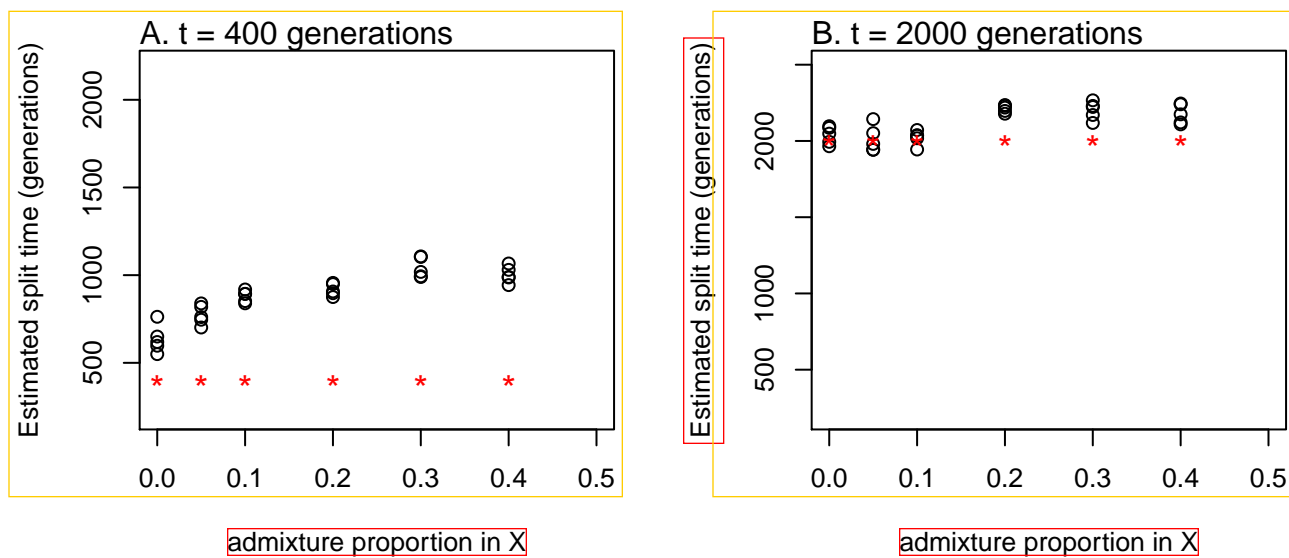 A. t = 400 generations
Estimated split time (generations)
2000
1500
1000
500
0.0 0.1 0.2 0.3 0.4 0.5
admixture proportion in X
B. t = 2000 generations
Estimated split time (generations)
2000
1000
500
0.0 0.1 0.2 0.3 0.4 0.5
admixture proportion in X